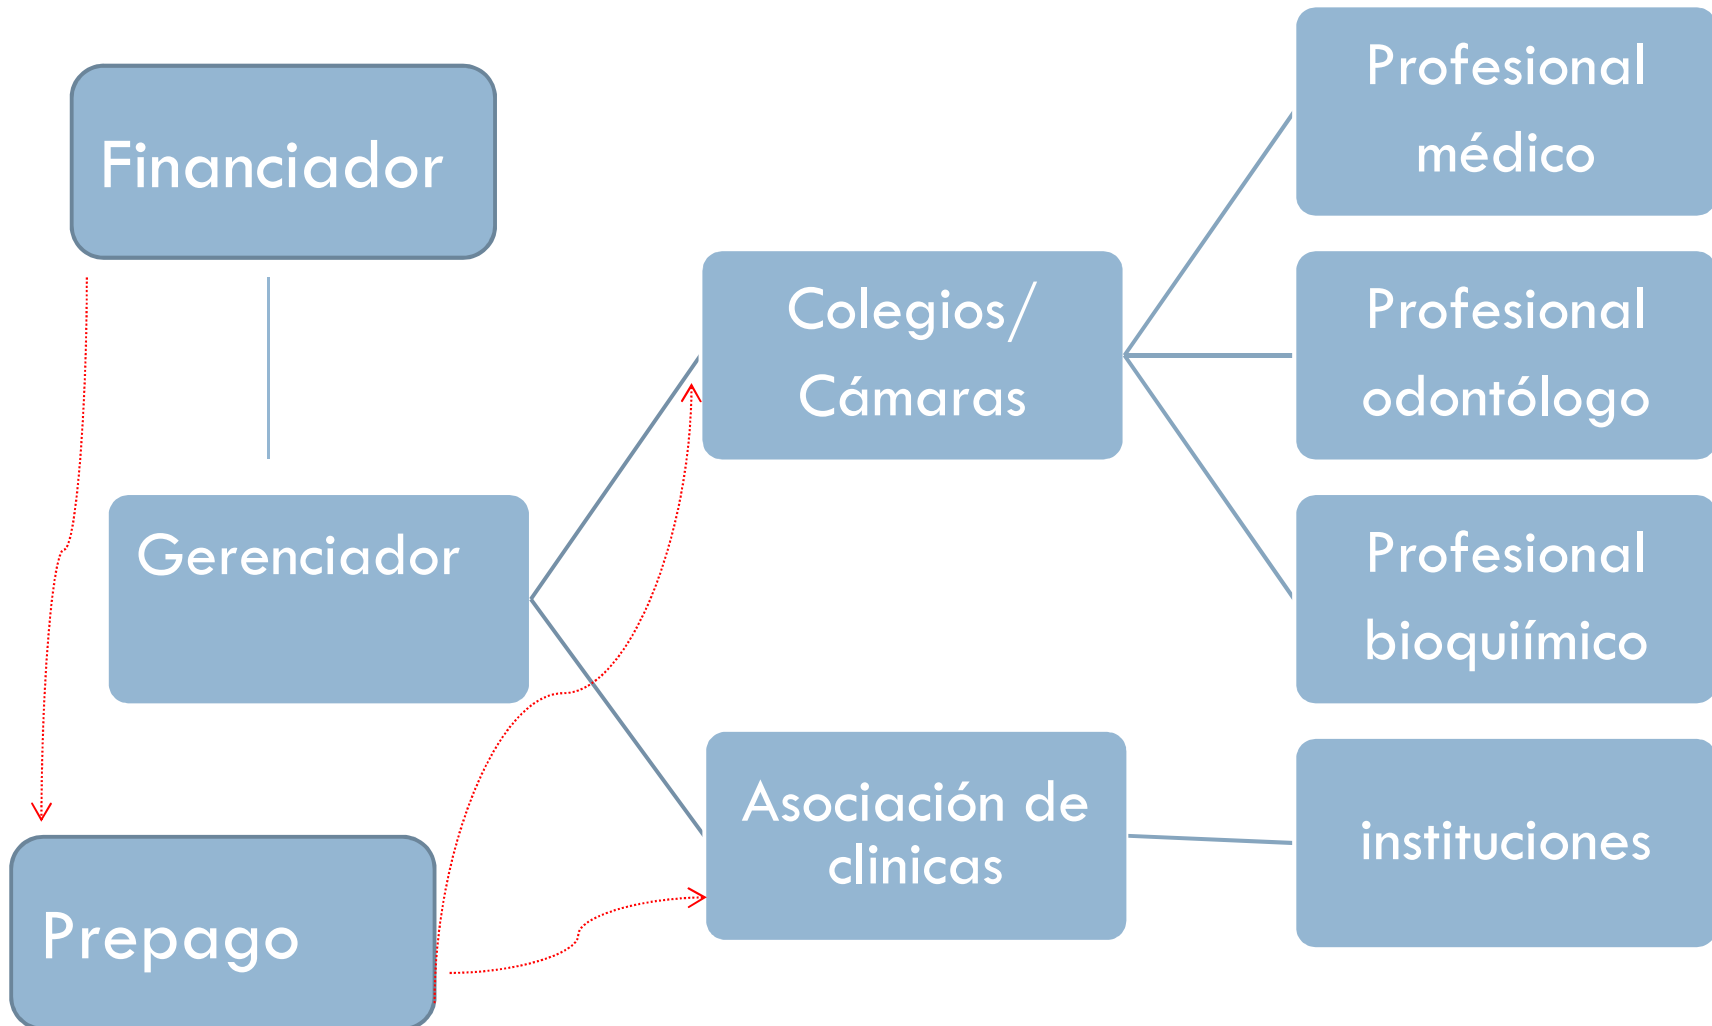 Financiador
Gerenciador
Prepago
Colegios/
Cámaras
Asociación de
clinicas
Profesional
médico
Profesional
odontólogo
Profesional
bioquiímico
instituciones